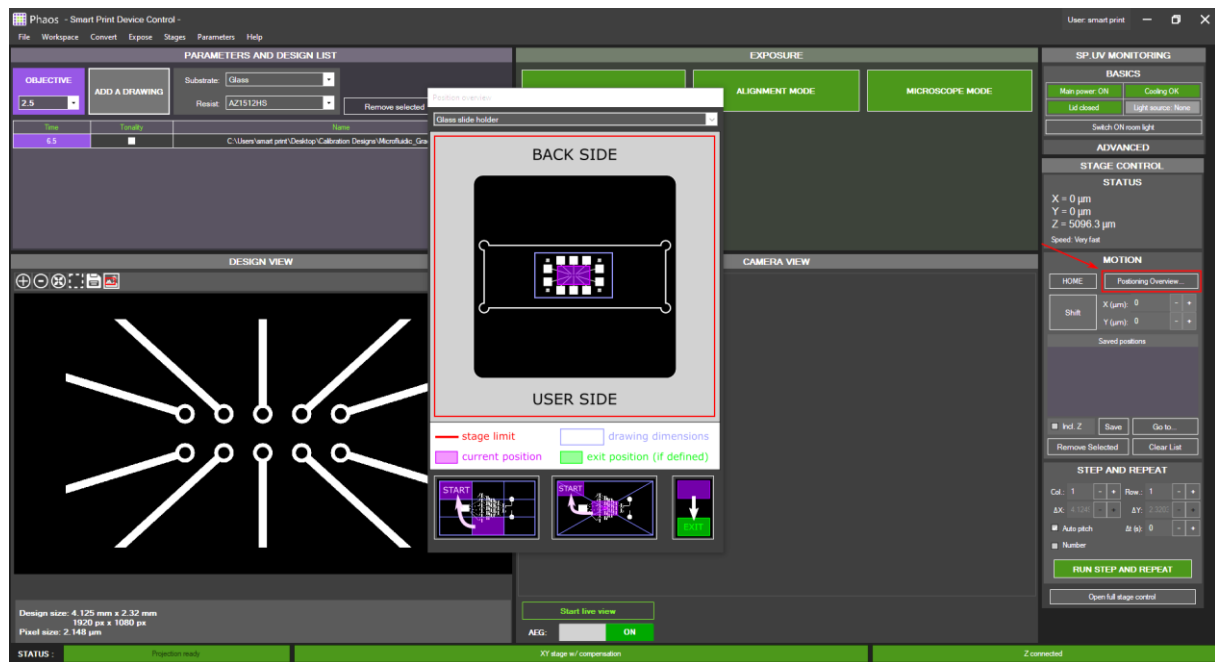 Phaos - Smart Print Device Control -
User: smart print
File Workspace Convert Expose Stages Parameters Help
PARAMETERS AND DESIGN LIST
OBJECTIVE
2.5
ADD A DRAWING
Substrate: Glass
Resist: AZ1512HS
Remove selected
Time Tonality Name
6.5 C:\Users\smart print\Desktop\Calibration Designs\Microfluidic_Gra
DESIGN VIEW
Design size: 4.125 mm x 2.32 mm
1920 px x 1080 px
Pixel size: 2.148 µm
EXPOSURE
ALIGNMENT MODE
MICROSCOPE MODE
Position overview
Glass slide holder
BACK SIDE
USER SIDE
stage limit
drawing dimensions
current position
exit position (if defined)
START
START
EXIT
CAMERA VIEW
Start live view
AEG: ON
SP.UV MONITORING
BASICS
Main power: ON Cooling OK
Lid closed Light source: None
Switch ON room light
ADVANCED
STAGE CONTROL
STATUS
X = 0 µm
Y = 0 µm
Z = 5096.3 µm
Speed: Very fast
MOTION
HOME Positioning Overview...
Shift
X (µm): 0 - +
Y (µm): 0 - +
Saved positions
Incl. Z Save Go to...
Remove Selected Clear List
STEP AND REPEAT
Col.: 1 - + Row.: 1 - +
ΔX: - + ΔY: - +
Auto pitch Δt (s): 0 - +
Number
RUN STEP AND REPEAT
Open full stage control
STATUS : Projection ready XY stage w/ compensation Z connected